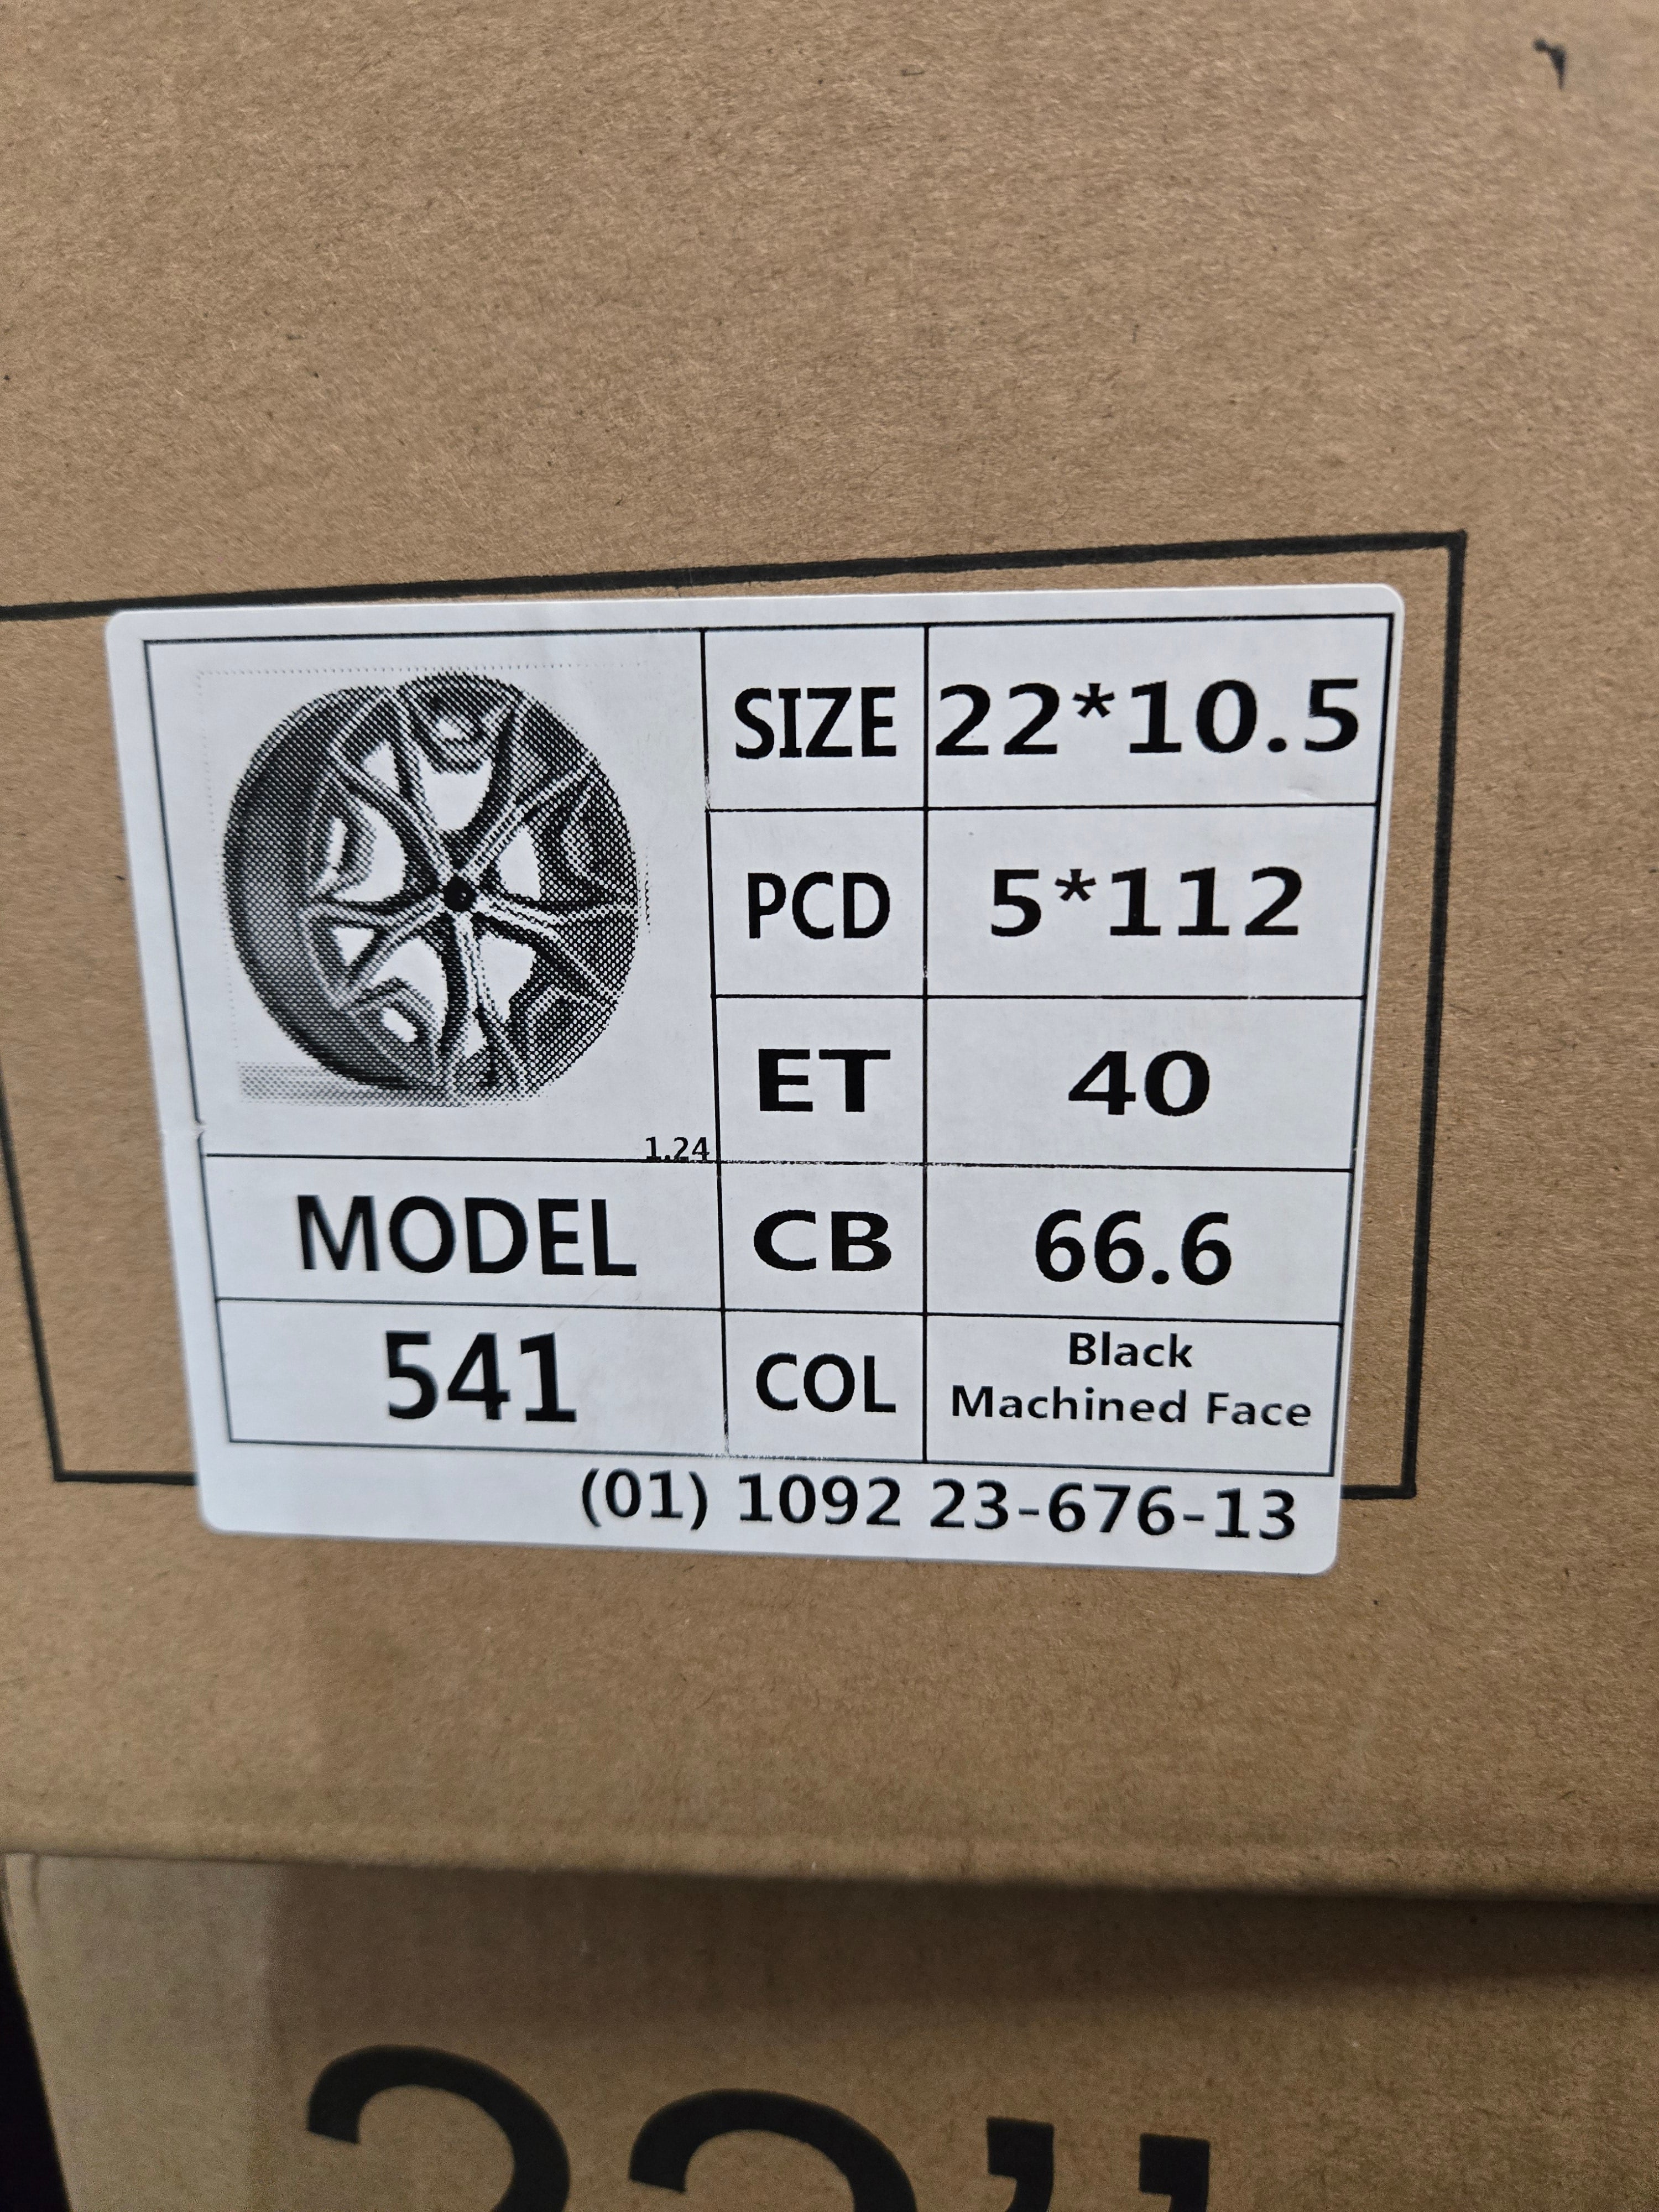 SIZE 22*10.5
PCD 5*112
ET 40
1.24
MODEL CB 66.6
541 COL Black
Machined Face
(01) 1092 23-676-13
22"